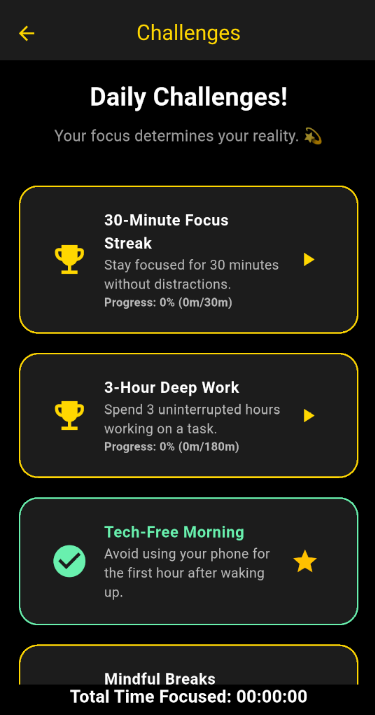 Challenges
Daily Challenges!
Your focus determines your reality. 💫
30-Minute Focus
Streak
Stay focused for 30 minutes
without distractions.
Progress: 0% (0m/30m)
3-Hour Deep Work
Spend 3 uninterrupted hours
working on a task.
Progress: 0% (0m/180m)
Tech-Free Morning
Avoid using your phone for
the first hour after waking
up.
Mindful Breaks
Total Time Focused: 00:00:00